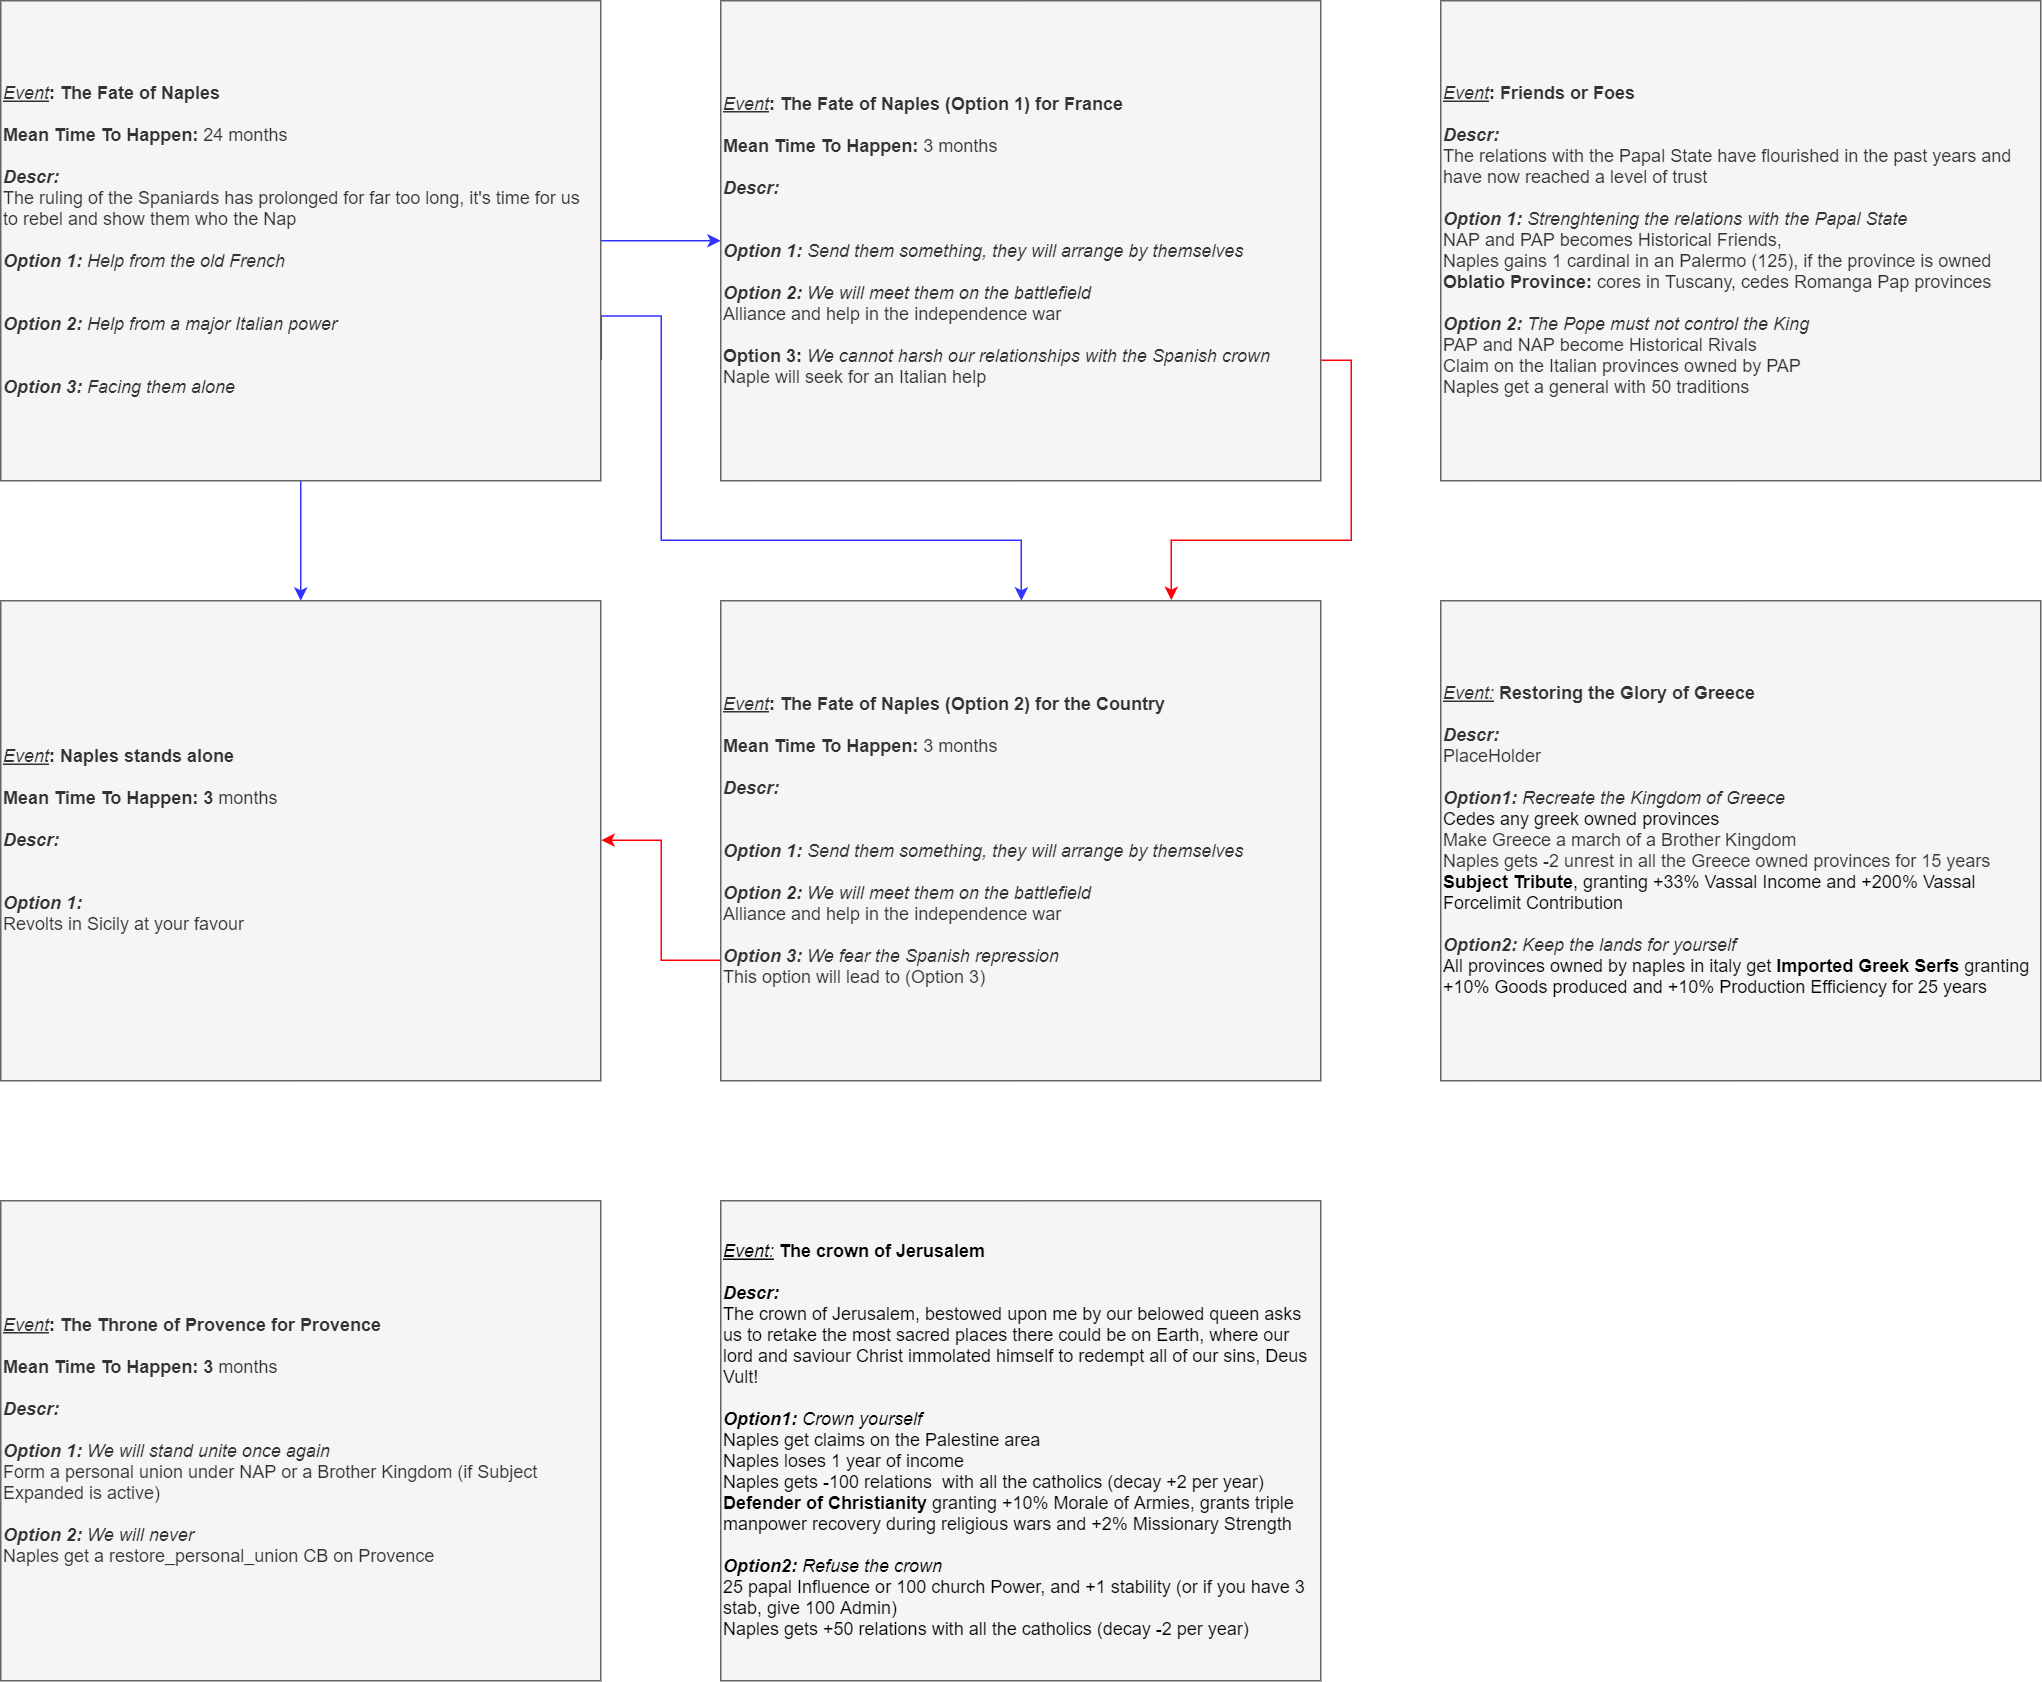 Event: The Fate of Naples
Mean Time To Happen: 24 months
Descr:
The ruling of the Spaniards has prolonged for far too long, it's time for us
to rebel and show them who the Nap
Option 1: Help from the old French
Option 2: Help from a major Italian power
Option 3: Facing them alone
Event: The Fate of Naples (Option 1) for France
Mean Time To Happen: 3 months
Descr:
Option 1: Send them something, they will arrange by themselves
Option 2: We will meet them on the battlefield
Alliance and help in the independence war
Option 3: We cannot harsh our relationships with the Spanish crown
Naple will seek for an Italian help
Event: Friends or Foes
Descr:
The relations with the Papal State have flourished in the past years and
have now reached a level of trust
Option 1: Strenghtening the relations with the Papal State
NAP and PAP becomes Historical Friends,
Naples gains 1 cardinal in an Palermo (125), if the province is owned
Oblatio Province: cores in Tuscany, cedes Romanga Pap provinces
Option 2: The Pope must not control the King
PAP and NAP become Historical Rivals
Claim on the Italian provinces owned by PAP
Naples get a general with 50 traditions
Event: Naples stands alone
Mean Time To Happen: 3 months
Descr:
Option 1:
Revolts in Sicily at your favour
Event: The Fate of Naples (Option 2) for the Country
Mean Time To Happen: 3 months
Descr:
Option 1: Send them something, they will arrange by themselves
Option 2: We will meet them on the battlefield
Alliance and help in the independence war
Option 3: We fear the Spanish repression
This option will lead to (Option 3)
Event: Restoring the Glory of Greece
Descr:
PlaceHolder
Option1: Recreate the Kingdom of Greece
Cedes any greek owned provinces
Make Greece a march of a Brother Kingdom
Naples gets -2 unrest in all the Greece owned provinces for 15 years
Subject Tribute, granting +33% Vassal Income and +200% Vassal
Forcelimit Contribution
Option2: Keep the lands for yourself
All provinces owned by naples in italy get Imported Greek Serfs granting
+10% Goods produced and +10% Production Efficiency for 25 years
Event: The Throne of Provence for Provence
Mean Time To Happen: 3 months
Descr:
Option 1: We will stand unite once again
Form a personal union under NAP or a Brother Kingdom (if Subject
Expanded is active)
Option 2: We will never
Naples get a restore_personal_union CB on Provence
Event: The crown of Jerusalem
Descr:
The crown of Jerusalem, bestowed upon me by our belowed queen asks
us to retake the most sacred places there could be on Earth, where our
lord and saviour Christ immolated himself to redempt all of our sins, Deus
Vult!
Option1: Crown yourself
Naples get claims on the Palestine area
Naples loses 1 year of income
Naples gets -100 relations  with all the catholics (decay +2 per year)
Defender of Christianity granting +10% Morale of Armies, grants triple
manpower recovery during religious wars and +2% Missionary Strength
Option2: Refuse the crown
25 papal Influence or 100 church Power, and +1 stability (or if you have 3
stab, give 100 Admin)
Naples gets +50 relations with all the catholics (decay -2 per year)